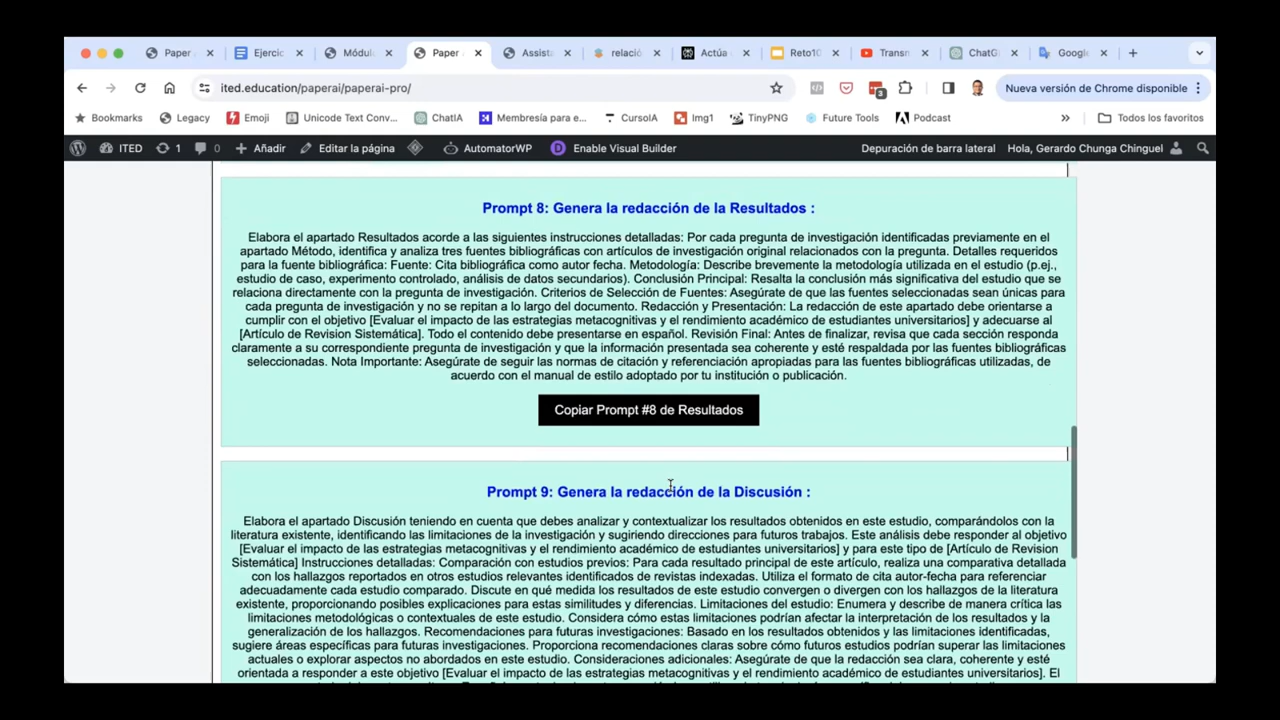 Paper
Ejercic
Módul
Paper
Assist
relació
Actúa
Reto10
Transn
ChatG
Google
ited.education/paperai/paperai-pro/
3
Nueva versión de Chrome disponible
Bookmarks
Legacy
Emoji
Unicode Text Conv...
ChatIA
Membresía para e...
CursoIA
Img1
TinyPNG
Future Tools
Podcast
Todos los favoritos
ITED
1
0
Añadir
Editar la página
AutomatorWP
Enable Visual Builder
Depuración de barra lateral
Hola, Gerardo Chunga Chinguel
Prompt 8: Genera la redacción de la Resultados :
Elabora el apartado Resultados acorde a las siguientes instrucciones detalladas: Por cada pregunta de investigación identificadas previamente en el
apartado Método, identifica y analiza tres fuentes bibliográficas con artículos de investigación original relacionados con la pregunta. Detalles requeridos
para la fuente bibliográfica: Fuente: Cita bibliográfica como autor fecha. Metodología: Describe brevemente la metodología utilizada en el estudio (p.ej.,
estudio de caso, experimento controlado, análisis de datos secundarios). Conclusión Principal: Resalta la conclusión más significativa del estudio que se
relaciona directamente con la pregunta de investigación. Criterios de Selección de Fuentes: Asegúrate de que las fuentes seleccionadas sean únicas para
cada pregunta de investigación y no se repitan a lo largo del documento. Redacción y Presentación: La redacción de este apartado debe orientarse a
cumplir con el objetivo [Evaluar el impacto de las estrategias metacognitivas y el rendimiento académico de estudiantes universitarios] y adecuarse al
[Artículo de Revision Sistemática]. Todo el contenido debe presentarse en español. Revisión Final: Antes de finalizar, revisa que cada sección responda
claramente a su correspondiente pregunta de investigación y que la información presentada sea coherente y esté respaldada por las fuentes bibliográficas
seleccionadas. Nota Importante: Asegúrate de seguir las normas de citación y referenciación apropiadas para las fuentes bibliográficas utilizadas, de
acuerdo con el manual de estilo adoptado por tu institución o publicación.
Copiar Prompt #8 de Resultados
Prompt 9: Genera la redacción de la Discusión :
Elabora el apartado Discusión teniendo en cuenta que debes analizar y contextualizar los resultados obtenidos en este estudio, comparándolos con la
literatura existente, identificando las limitaciones de la investigación y sugiriendo direcciones para futuros trabajos. Este análisis debe responder al objetivo
[Evaluar el impacto de las estrategias metacognitivas y el rendimiento académico de estudiantes universitarios] y para este tipo de [Artículo de Revision
Sistemática] Instrucciones detalladas: Comparación con estudios previos: Para cada resultado principal de este artículo, realiza una comparativa detallada
con los hallazgos reportados en otros estudios relevantes identificados de revistas indexadas. Utiliza el formato de cita autor-fecha para referenciar
adecuadamente cada estudio comparado. Discute en qué medida los resultados de este estudio convergen o divergen con los hallazgos de la literatura
existente, proporcionando posibles explicaciones para estas similitudes y diferencias. Limitaciones del estudio: Enumera y describe de manera crítica las
limitaciones metodológicas o contextuales de este estudio. Considera cómo estas limitaciones podrían afectar la interpretación de los resultados y la
generalización de los hallazgos. Recomendaciones para futuras investigaciones: Basado en los resultados obtenidos y las limitaciones identificadas,
sugiere áreas específicas para futuras investigaciones. Proporciona recomendaciones claras sobre cómo futuros estudios podrían superar las limitaciones
actuales o explorar aspectos no abordados en este estudio. Consideraciones adicionales: Asegúrate de que la redacción sea clara, coherente y esté
orientada a responder a este objetivo [Evaluar el impacto de las estrategias metacognitivas y el rendimiento académico de estudiantes universitarios]. El